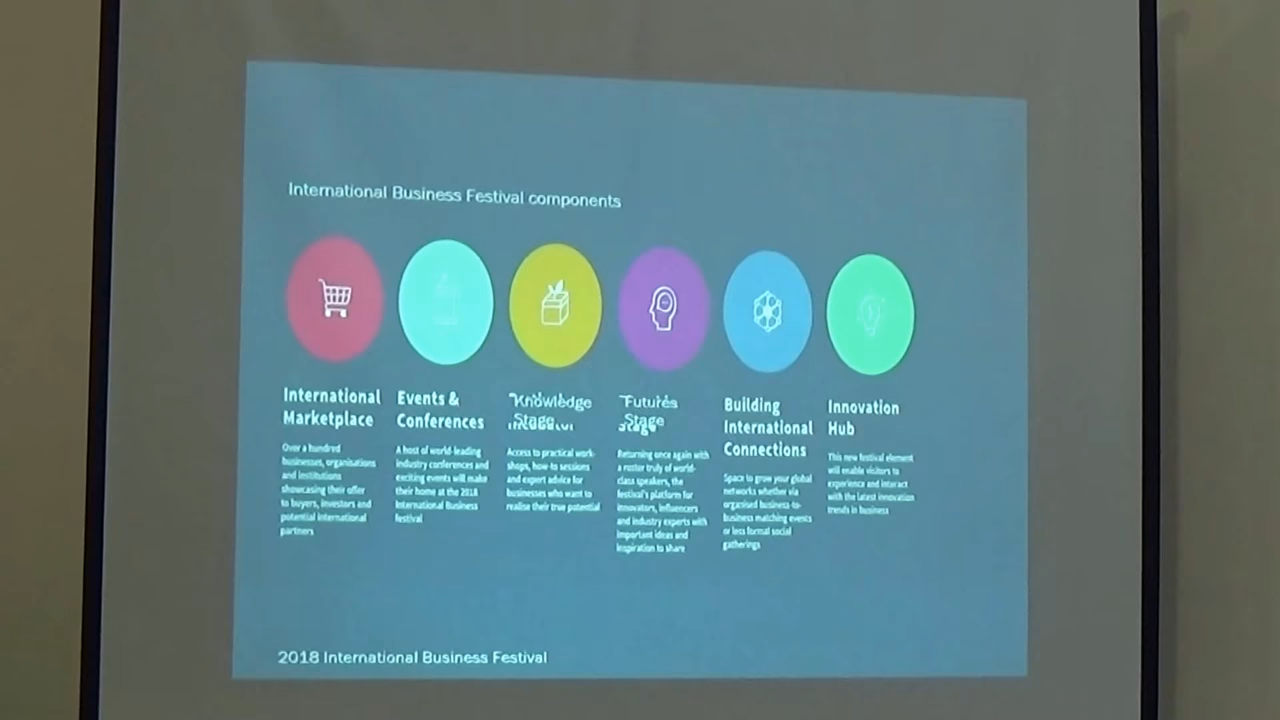 International Business Festival components
International
Marketplace
Over a hundred
businesses, organisations
and institutions
showcasing their offer
to buyers, investors and
potential international
partners
Events &
Conferences
A host of world-leading
industry conferences and
exciting events will make
their home at the 2018
International Business
festival
Knowledge
Stage
Access to practical work-
shops, how-to sessions
and expert advice for
businesses who want to
realise their true potential
Futures
Stage
Returning once again with
a roster truly of world-
class speakers, the
festival's platform for
innovators, influencers
and industry experts with
important ideas and
inspiration to share
Building
International
Connections
Space to grow your global
networks whether via
organised business-to-
business matching events
or less formal social
gatherings
Innovation
Hub
This new festival element
will enable visitors to
experience and interact
with the latest innovation
trends in business
2018 International Business Festival